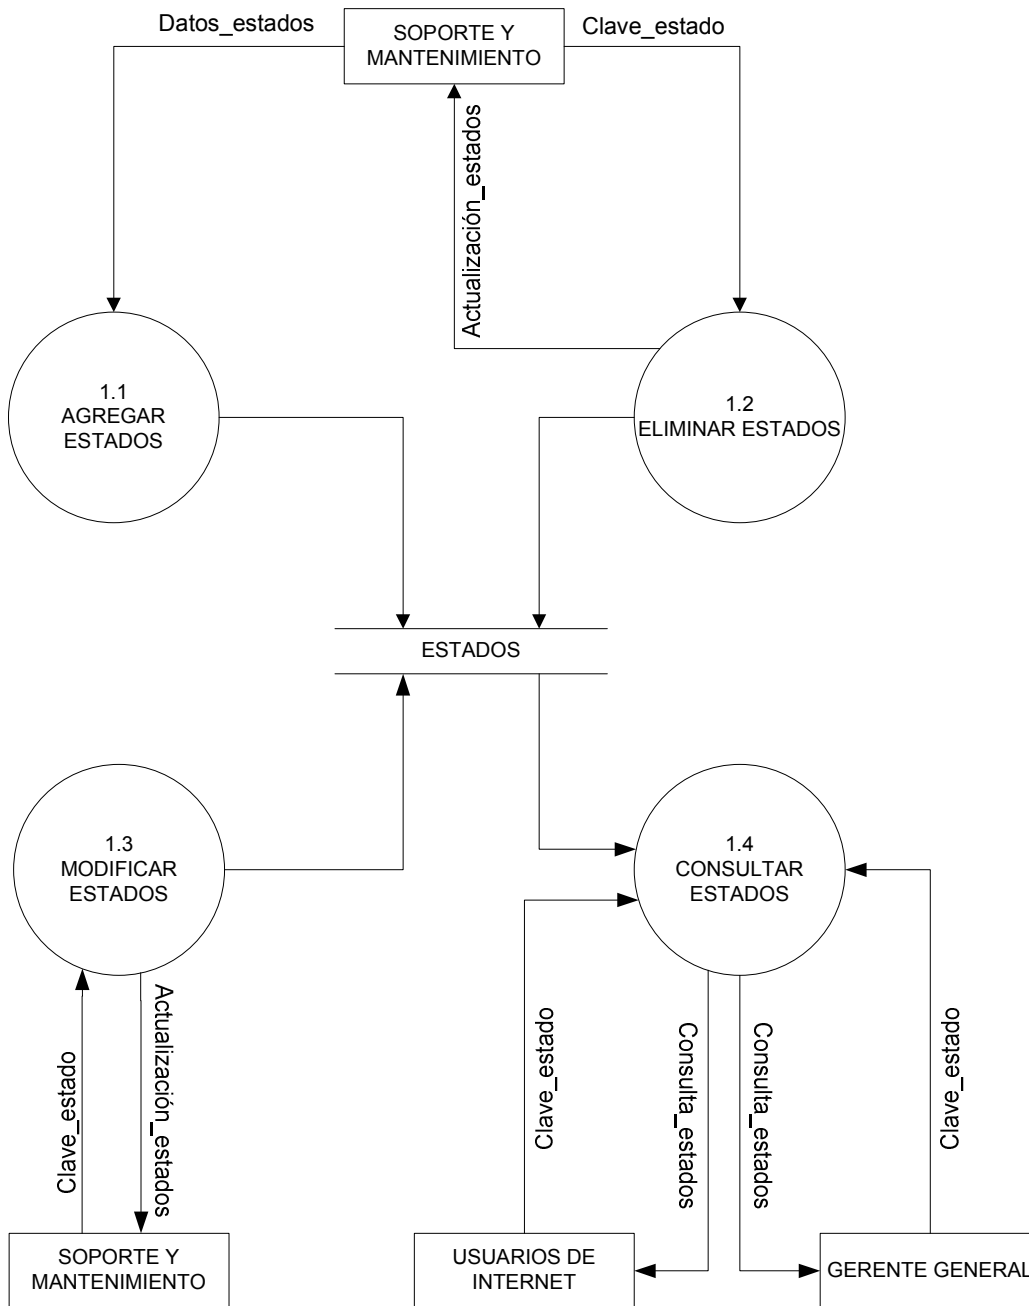 Datos_estados
SOPORTE Y
MANTENIMIENTO
Clave_estado
Actualización_estados
1.1
AGREGAR
ESTADOS
1.2
ELIMINAR ESTADOS
ESTADOS
1.3
MODIFICAR
ESTADOS
1.4
CONSULTAR
ESTADOS
Clave_estado
Actualización_estados
Clave_estado
Consulta_estados
Consulta_estados
Clave_estado
SOPORTE Y
MANTENIMIENTO
USUARIOS DE
INTERNET
GERENTE GENERAL